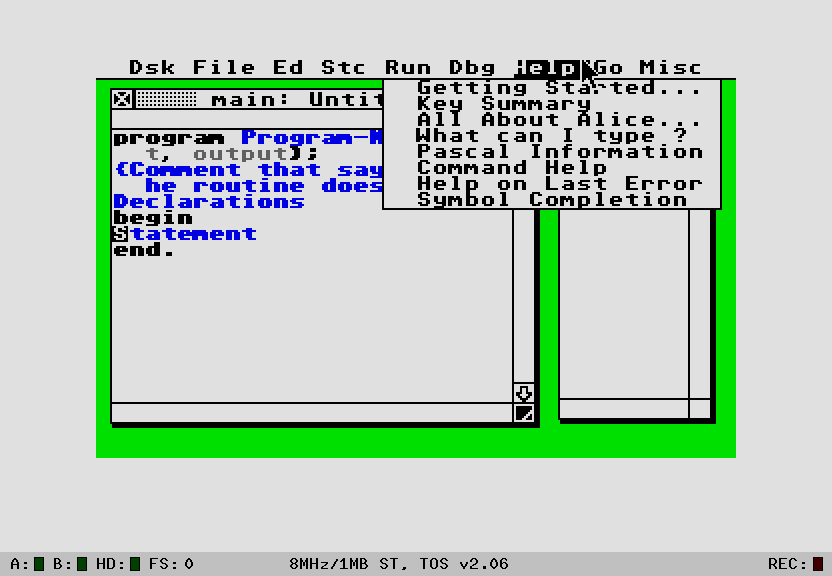 Dsk File Ed Stc Run Dbg Help Go Misc
Getting Started...
Key Summary
All About Alice...
What can I type ?
Pascal Information
Command Help
Help on Last Error
Symbol Completion
main:
program
t, output);
{Comment that say
he routine does
Declarations
begin
Statement
end.
A: B: HD: FS: 0 8MHz/1MB ST, TOS v2.06 REC: